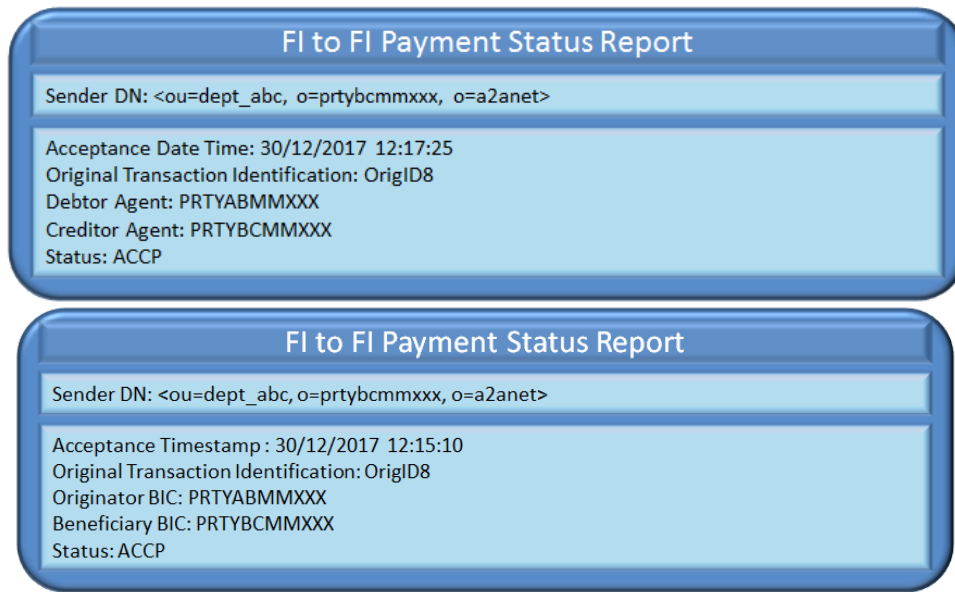 FI to FI Payment Status Report
Sender DN: <ou=dept_abc, o=prtybcmmxxx, o=a2anet>
Acceptance Date Time: 30/12/2017 12:17:25
Original Transaction Identification: OrigID8
Debtor Agent: PRTYABMMXXX
Creditor Agent: PRTYBCMMXXX
Status: ACCP
FI to FI Payment Status Report
Sender DN: <ou=dept_abc, o=prtybcmmxxx, o=a2anet>
Acceptance Timestamp : 30/12/2017 12:15:10
Original Transaction Identification: OrigID8
Originator BIC: PRTYABMMXXX
Beneficiary BIC: PRTYBCMMXXX
Status: ACCP